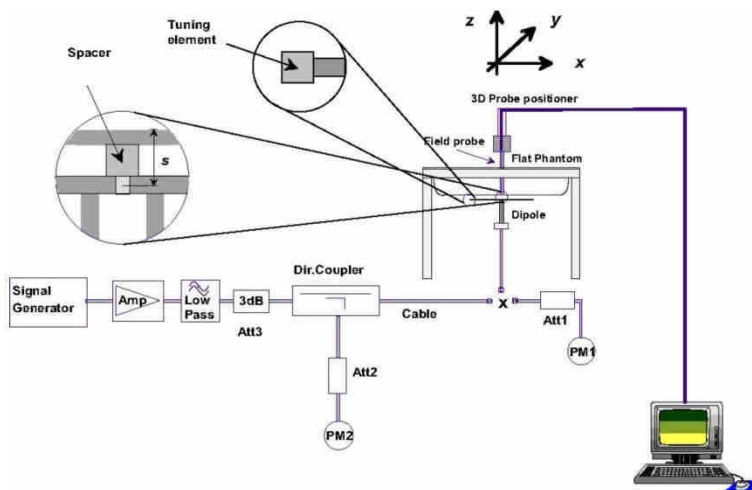 Tuning
element
z
y
x
Spacer
3D Probe positioner
Field probe
Flat Phantom
s
Dipole
Dir.Coupler
Signal
Generator
Amp
Low
Pass
3dB
Att3
Cable
x
Att1
PM1
Att2
PM2